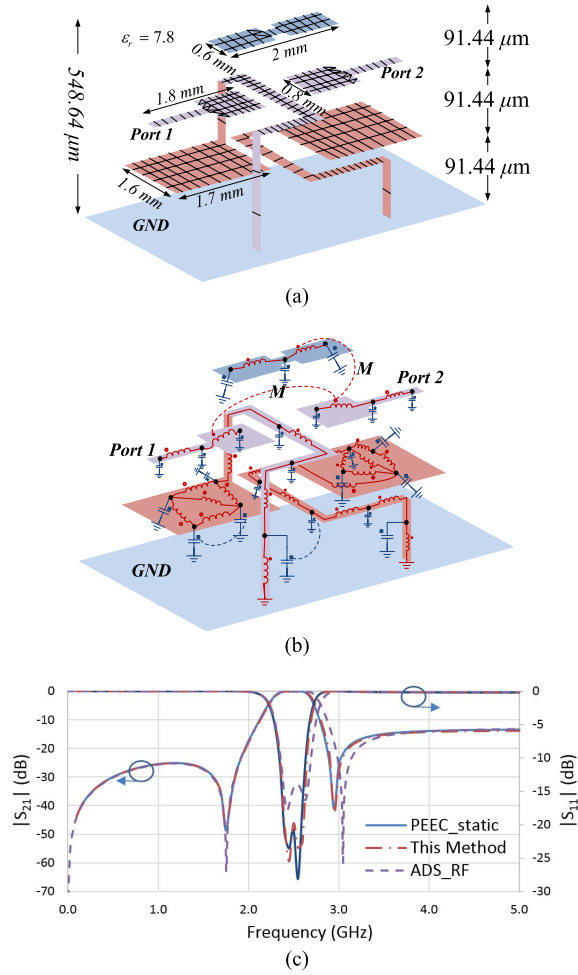 εr = 7.8
2 mm
0.6 mm
91.44 μm
Port 2
548.64 μm
1.8 mm
0.8 mm
91.44 μm
Port 1
1.6 mm
1.7 mm
91.44 μm
GND
(a)
M
M
Port 2
Port 1
GND
(b)
0
-10
-20
-30
-40
-50
-60
-70
|S21| (dB)
0
-5
-10
-15
-20
-25
-30
|S11| (dB)
PEEC_static
This Method
ADS_RF
0.0 1.0 2.0 3.0 4.0 5.0
Frequency (GHz)
(c)